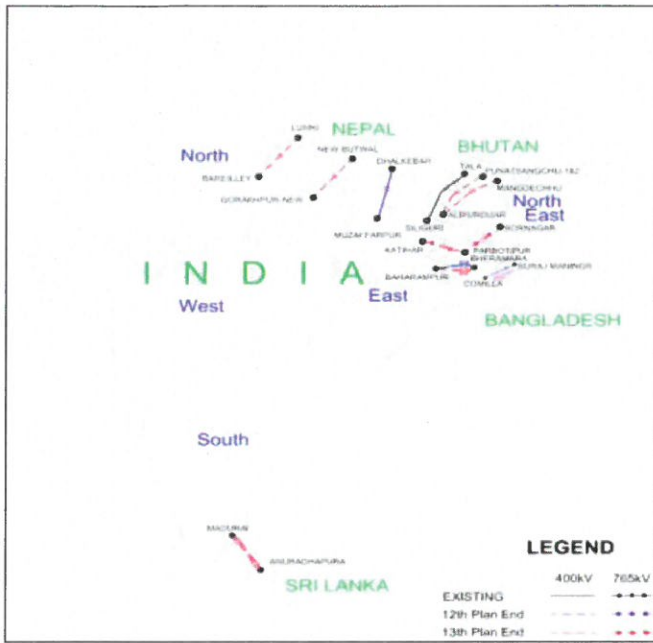 LUMKI
NEPAL
NEW BUTWAL
North
DHALKEBAR
BHUTAN
TALA
PUNATSANGCHU-1&2
BAREILLEY
MANGDECHHU
GORAKHPUR-NEW
North
East
ALIPURDUAR
MUZAFFARPUR
SILIGURI
BORNAGAR
KATIHAR
PARBOTIPUR
BHERAMARA
INDIA
BAHARAMPUR
SURAJ MANINGR
COMILLA
West
East
BANGLADESH
South
MADURAI
ANURADHAPURA
SRI LANKA
LEGEND
400kV 765kV
EXISTING
12th Plan End
13th Plan End